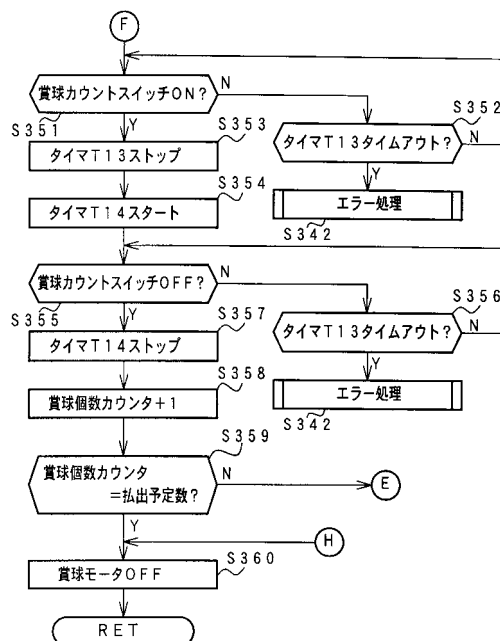 F
賞球カウントスイッチON?
N
S351
Y
S353
S352
タイマT13ストップ
タイマT13タイムアウト?
N
Y
S354
タイマT14スタート
エラー処理
S342
賞球カウントスイッチOFF?
N
S355
Y
S357
S356
タイマT14ストップ
タイマT13タイムアウト?
N
Y
S358
賞球個数カウンタ+1
エラー処理
S342
S359
賞球個数カウンタ
=払出予定数?
N
E
Y
H
S360
賞球モータOFF
RET